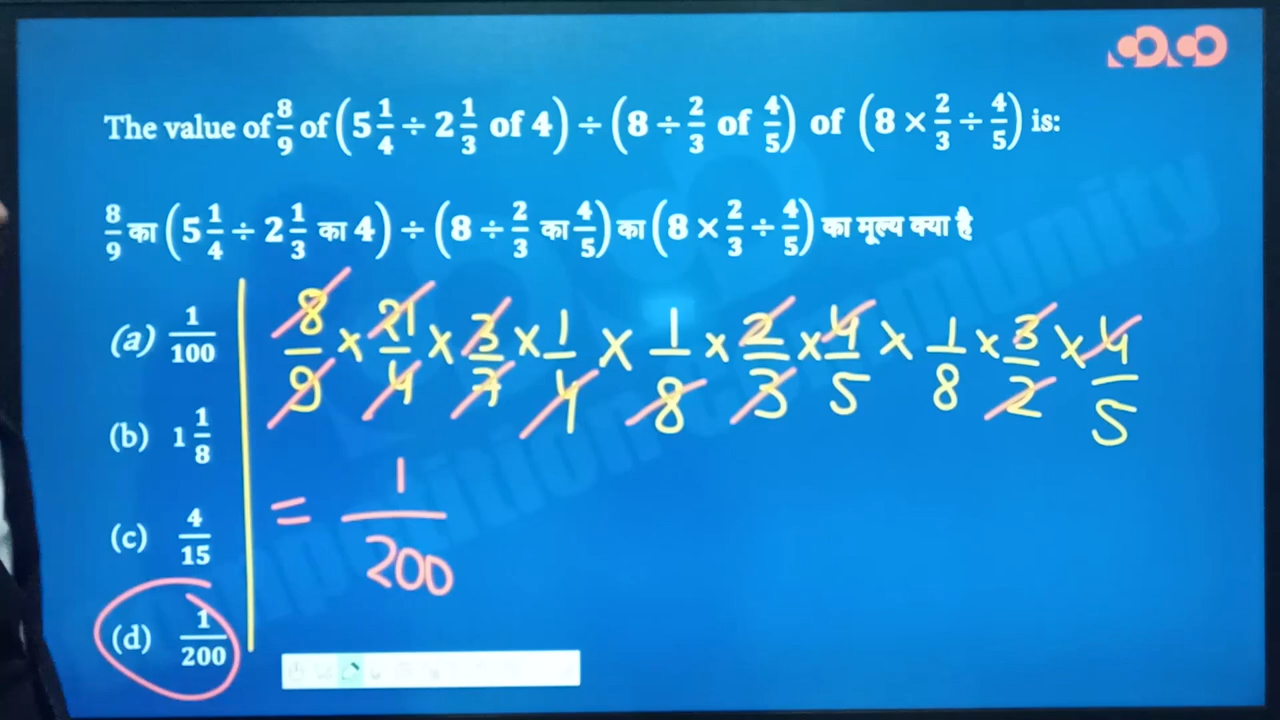 The value of 8/9 of (5 1/4 ÷ 2 1/3 of 4) ÷ (8 ÷ 2/3 of 4/5) of (8 × 2/3 ÷ 4/5) is:
8/9 का (5 1/4 ÷ 2 1/3 का 4) ÷ (8 ÷ 2/3 का 4/5) का (8 × 2/3 ÷ 4/5) का मूल्य क्या है
(a) 1/100
8/9 × 21/4 × 3/7 × 1/4 × 1/8 × 2/3 × 4/5 × 1/8 × 3/2 × 4/5
(b) 1 1/8
= 1/200
(c) 4/15
(d) 1/200